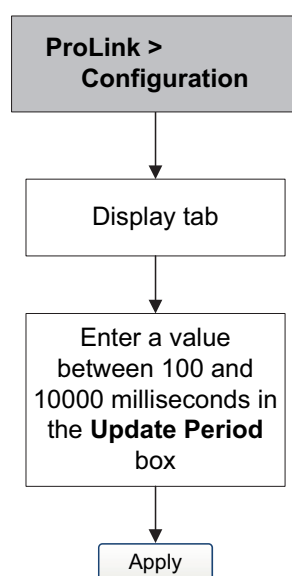 ProLink >
Configuration
Display tab
Enter a value
between 100 and
10000 milliseconds in
the Update Period
box
Apply